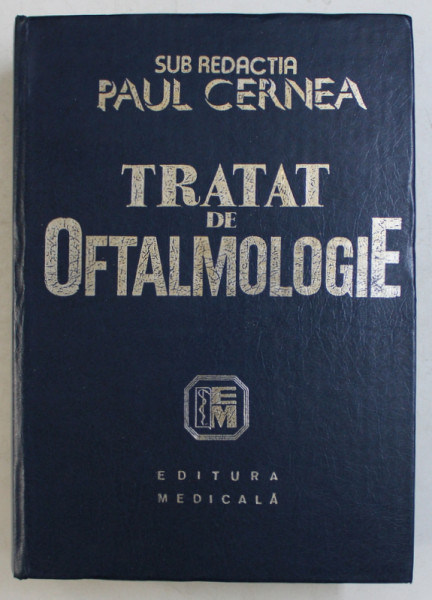 SUB REDACTIA
PAUL CERNEA
TRATAT
DE
OFTALMOLOGIE
EM
EDITURA
MEDICALĂ